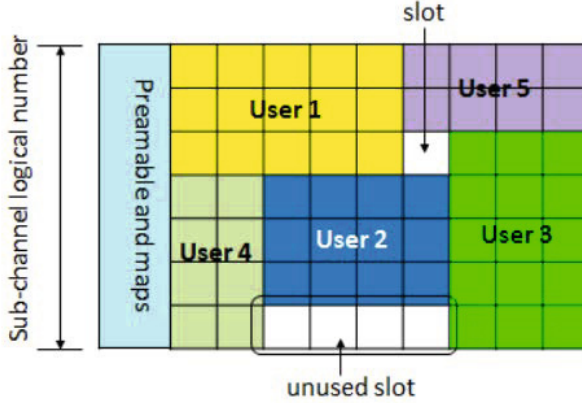 slot
Sub-channel logical number
Preamable and maps
User 1
User 5
User 4
User 2
User 3
unused slot